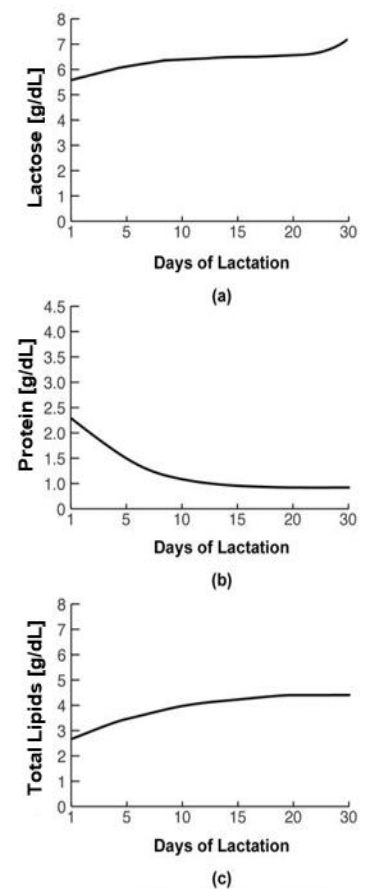 Lactose [g/dL]
8
7
6
5
4
3
2
1
0
1 5 10 15 20 30
Days of Lactation
(a)
Protein [g/dL]
4.5
4.0
3.5
3.0
2.5
2.0
1.5
1.0
0
1 5 10 15 20 30
Days of Lactation
(b)
Total Lipids [g/dL]
8
7
6
5
4
3
2
1
0
1 5 10 15 20 30
Days of Lactation
(c)